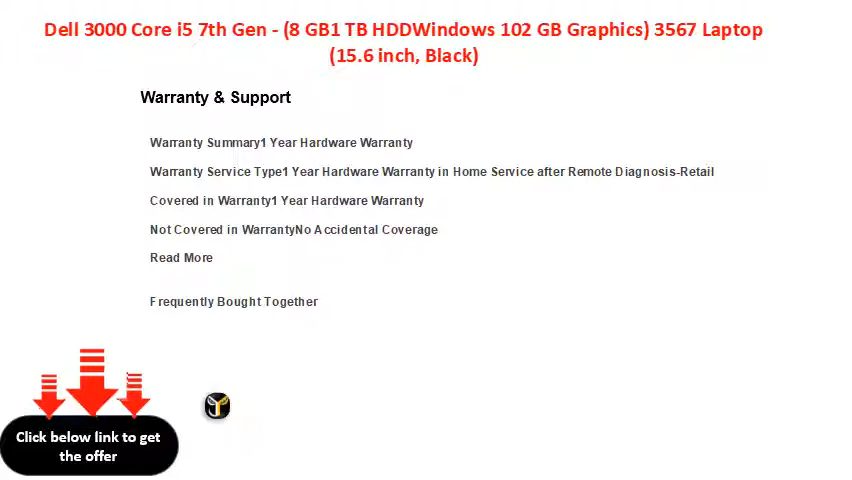 Dell 3000 Core i5 7th Gen - (8 GB1 TB HDDWindows 102 GB Graphics) 3567 Laptop
(15.6 inch, Black)
Warranty & Support
Warranty Summary1 Year Hardware Warranty
Warranty Service Type1 Year Hardware Warranty in Home Service after Remote Diagnosis-Retail
Covered in Warranty1 Year Hardware Warranty
Not Covered in WarrantyNo Accidental Coverage
Read More
Frequently Bought Together
Click below link to get
the offer